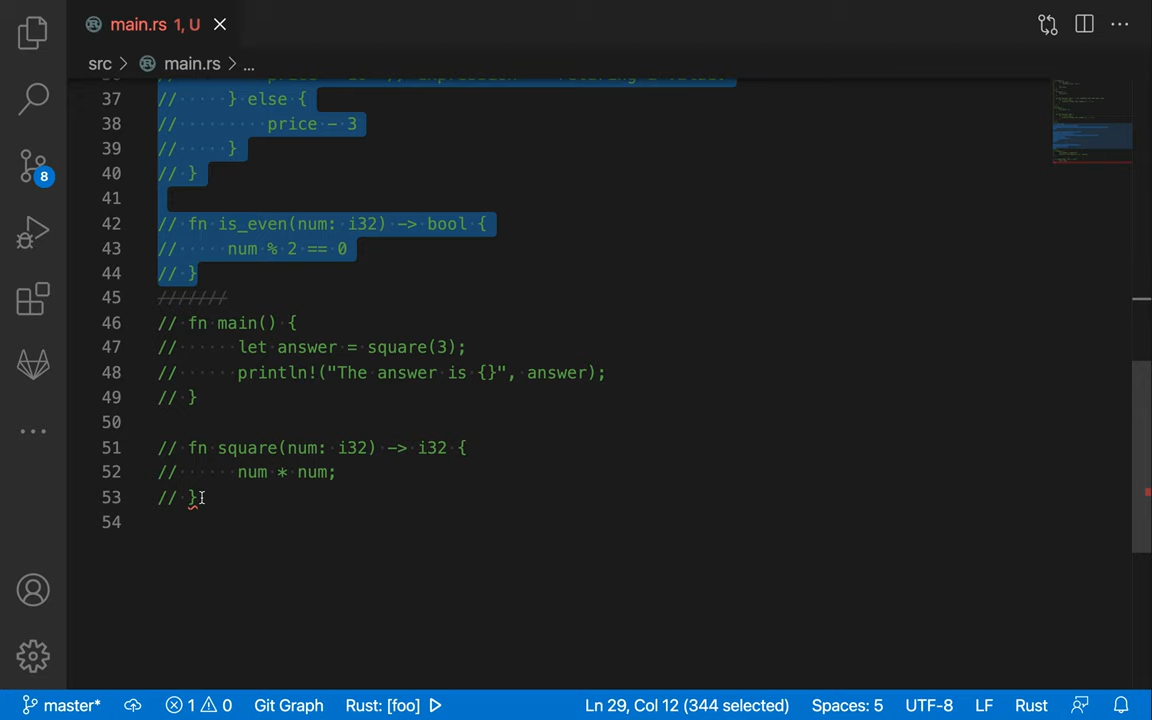 main.rs 1, U
src > main.rs > ...
37 // } else {
38 // price - 3
39 // }
40 // }
41
42 // fn is_even(num: i32) -> bool {
43 // num % 2 == 0
44 // }
45 ///////
46 // fn main() {
47 // let answer = square(3);
48 // println!("The answer is {}", answer);
49 // }
50
51 // fn square(num: i32) -> i32 {
52 // num * num;
53 // }
54
8
master* 1 0 Git Graph Rust: [foo] Ln 29, Col 12 (344 selected) Spaces: 5 UTF-8 LF Rust